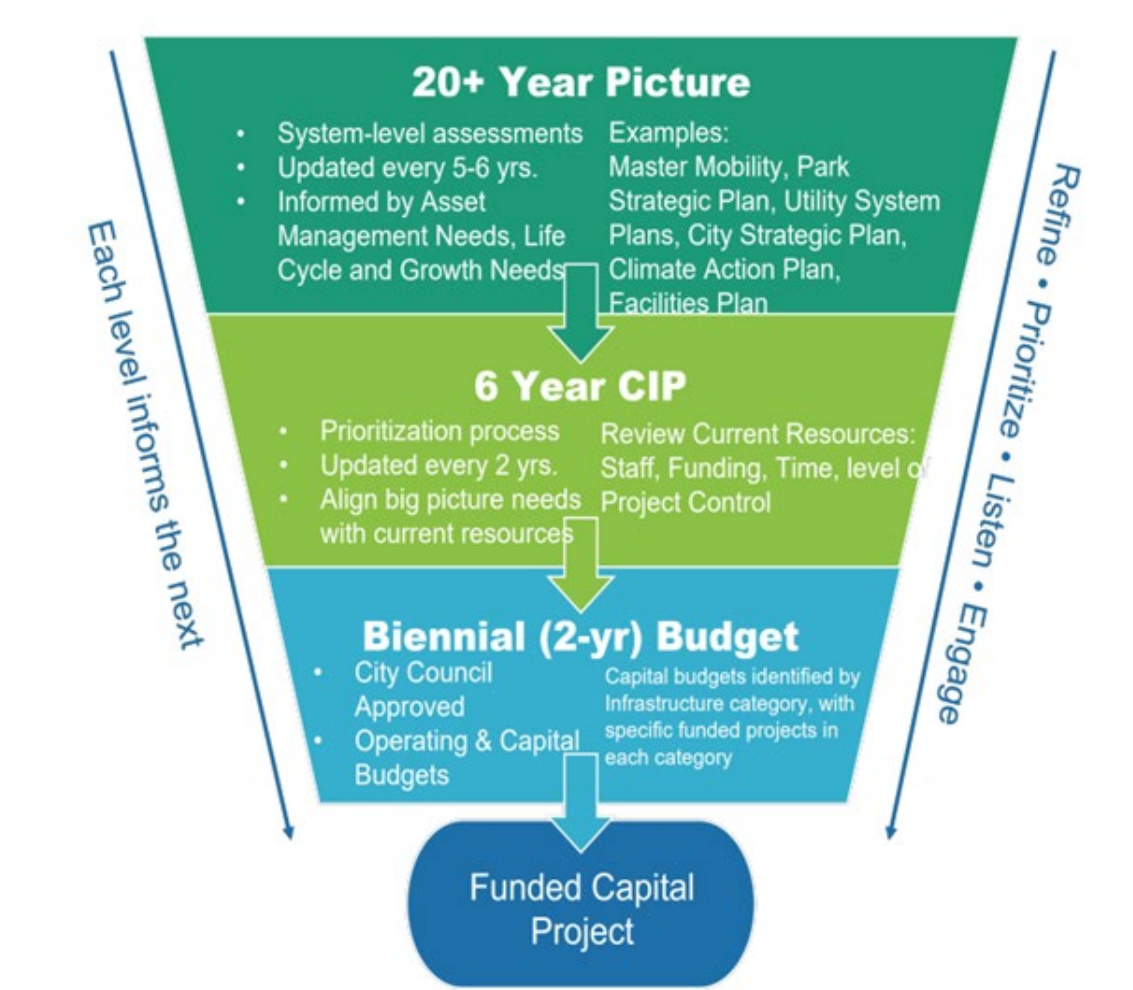 20+ Year Picture
• System-level assessments
• Updated every 5-6 yrs.
• Informed by Asset
Management Needs, Life
Cycle and Growth Needs
Examples:
Master Mobility, Park
Strategic Plan, Utility System
Plans, City Strategic Plan,
Climate Action Plan,
Facilities Plan
6 Year CIP
• Prioritization process
• Updated every 2 yrs.
• Align big picture needs
with current resources
Review Current Resources:
Staff, Funding, Time, level of
Project Control
Biennial (2-yr) Budget
• City Council
Approved
• Operating & Capital
Budgets
Capital budgets identified by
Infrastructure category, with
specific funded projects in
each category
Funded Capital
Project
Each level informs the next
Refine • Prioritize • Listen • Engage